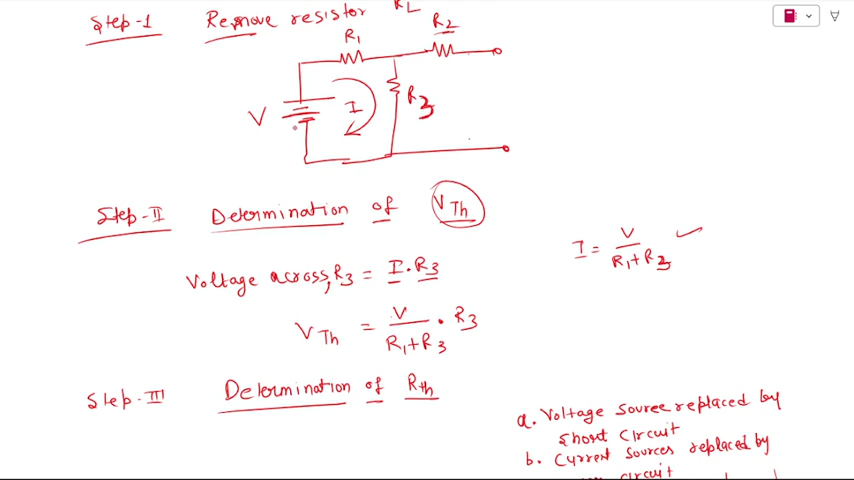 Step-1 Remove resistor RL
R1
R2
V
I
R3
Step-II Determination of VTh
I = V / R1+R3
Voltage across, R3 = I · R3
VTh = V / R1+R3 · R3
Step-III Determination of Rth
a. Voltage source replaced by
short circuit
b. Current sources replaced by
circuit